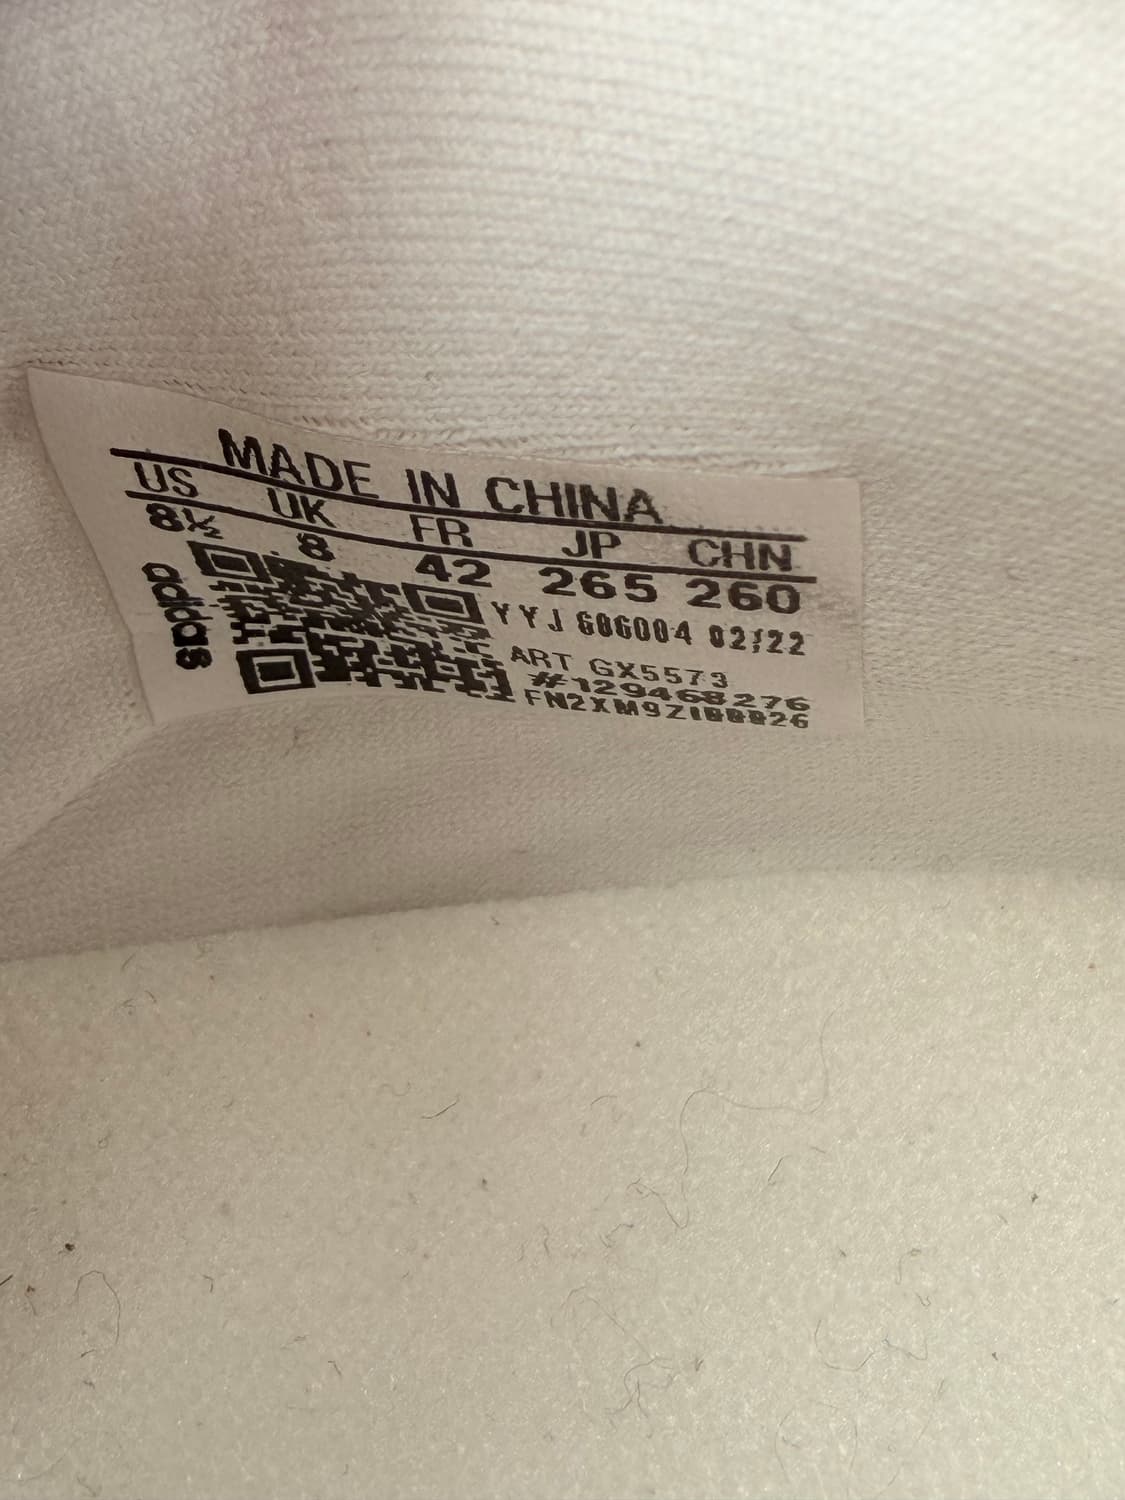 MADE IN CHINA
US UK FR JP CHN
8½ 8 42 265 260
adidas
YYJ 606004 02/22
ART GX5573
#129468276